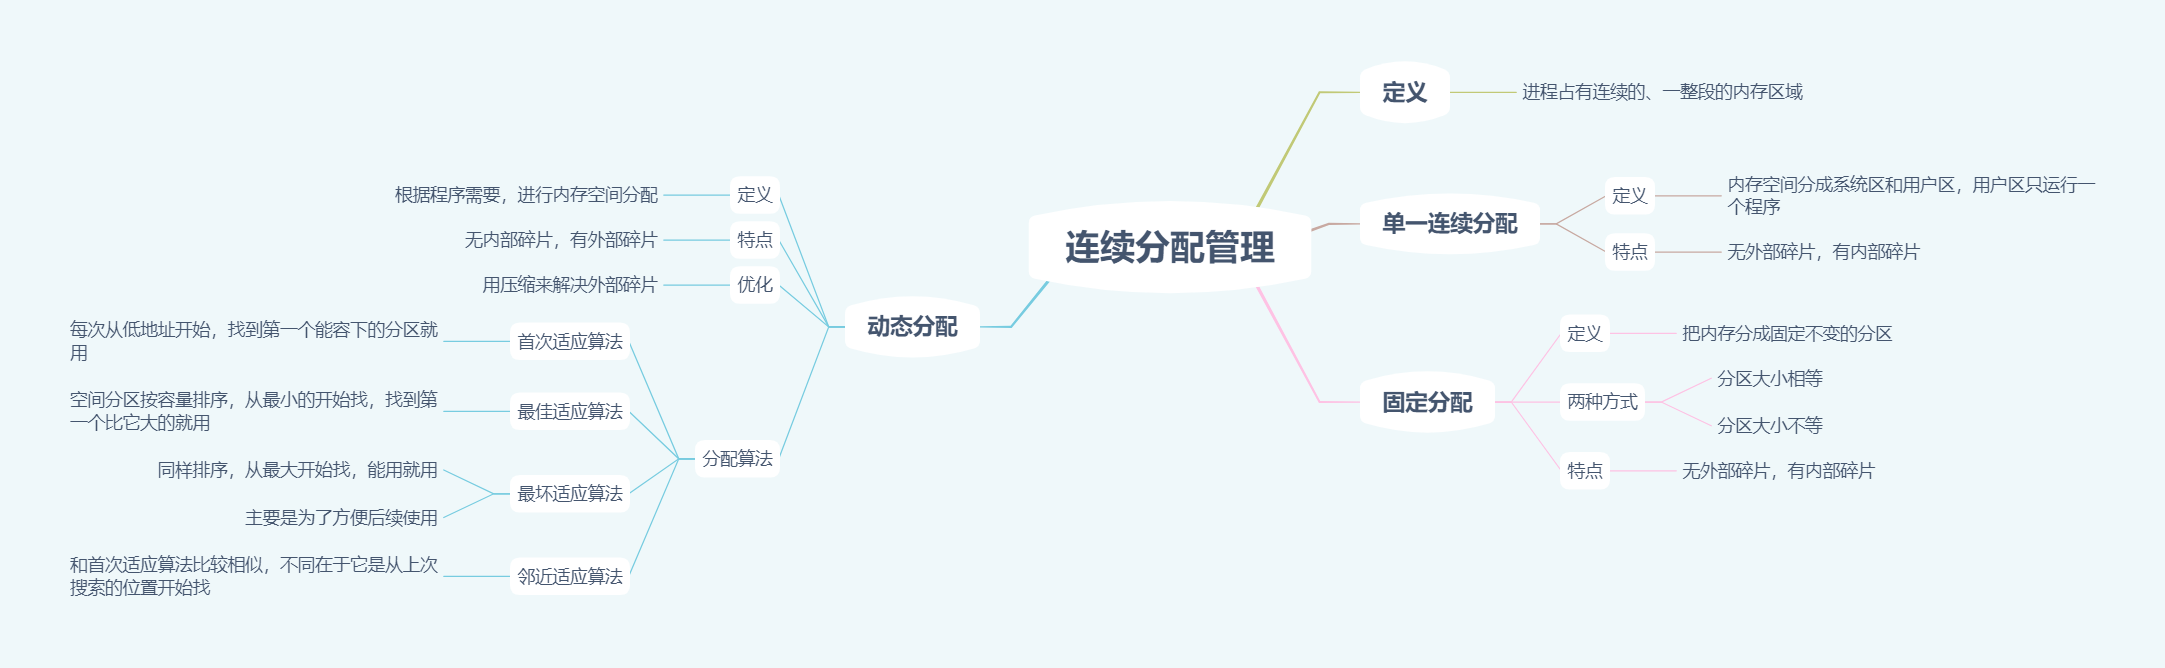 连续分配管理
定义
进程占有连续的、一整段的内存区域
单一连续分配
定义
内存空间分成系统区和用户区，用户区只运行一
个程序
特点
无外部碎片，有内部碎片
固定分配
定义
把内存分成固定不变的分区
两种方式
分区大小相等
分区大小不等
特点
无外部碎片，有内部碎片
动态分配
定义
根据程序需要，进行内存空间分配
特点
无内部碎片，有外部碎片
优化
用压缩来解决外部碎片
分配算法
首次适应算法
每次从低地址开始，找到第一个能容下的分区就
用
最佳适应算法
空间分区按容量排序，从最小的开始找，找到第
一个比它大的就用
最坏适应算法
同样排序，从最大开始找，能用就用
主要是为了方便后续使用
邻近适应算法
和首次适应算法比较相似，不同在于它是从上次
搜索的位置开始找